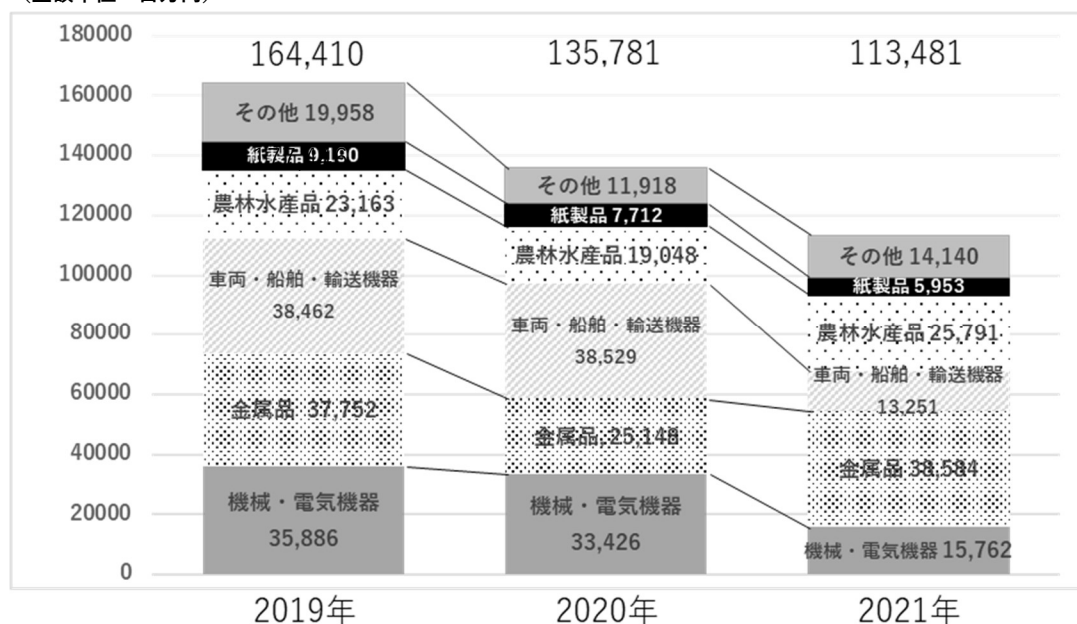 180000
160000
140000
120000
100000
80000
60000
40000
20000
0
164,410
135,781
113,481
その他 19,958
紙製品 9,190
農林水産品 23,163
車両・船舶・輸送機器
38,462
金属品 37,752
機械・電気機器
35,886
その他 11,918
紙製品 7,712
農林水産品 19,048
車両・船舶・輸送機器
38,529
金属品 25,148
機械・電気機器
33,426
その他 14,140
紙製品 5,953
農林水産品 25,791
車両・船舶・輸送機器
13,251
金属品 38,584
機械・電気機器 15,762
2019年
2020年
2021年